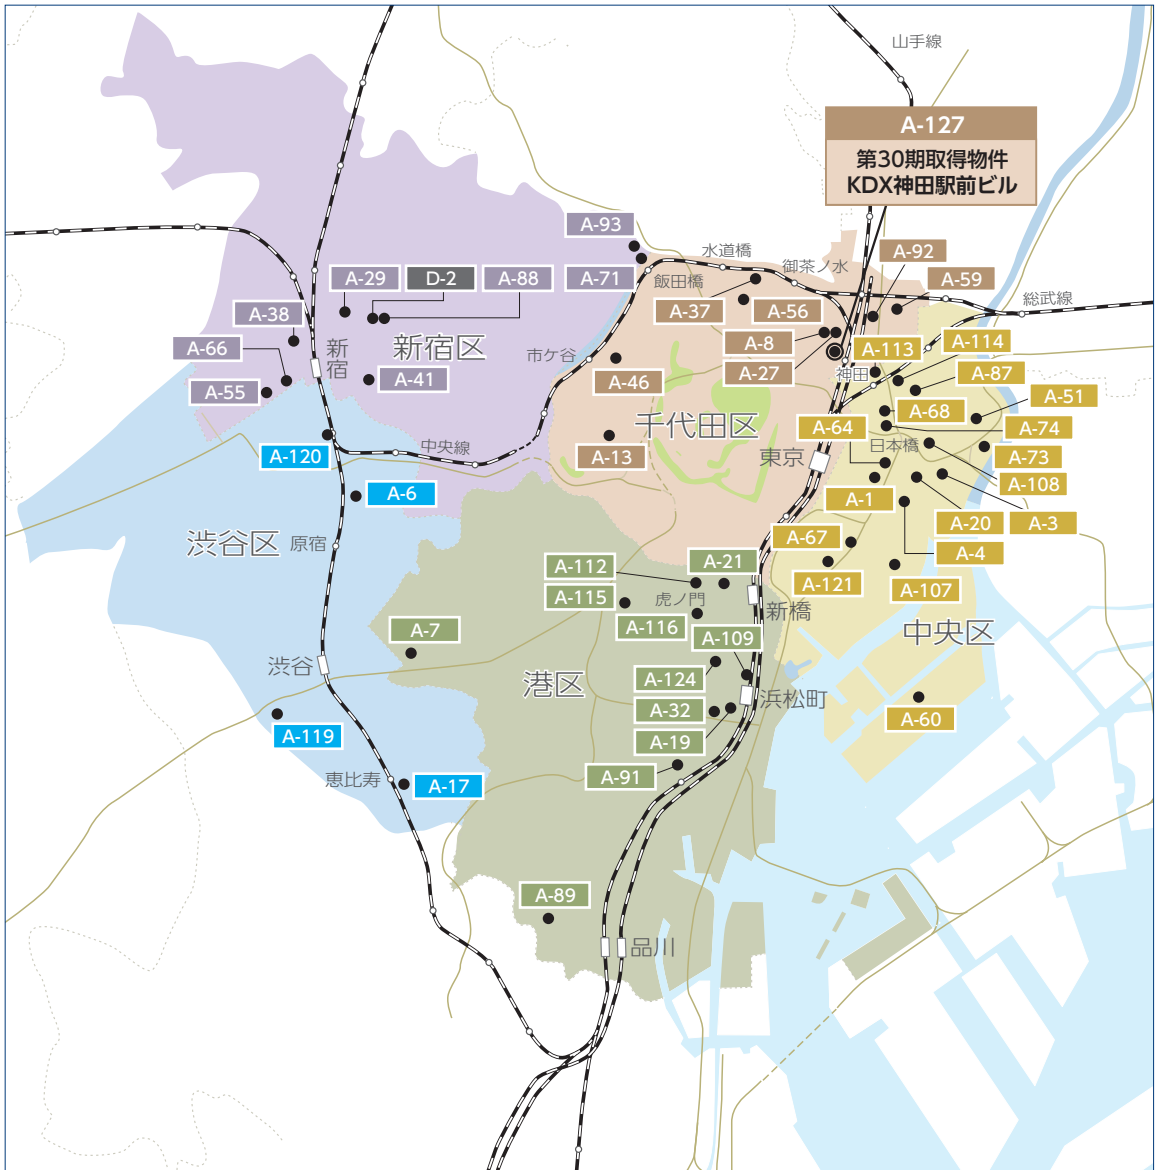 山手線
A-127
第30期取得物件
KDX神田駅前ビル
A-93
水道橋
A-92
御茶ノ水
A-29
D-2
A-88
A-71
飯田橋
A-59
総武線
A-37
A-56
A-38
A-8
A-113
A-114
新宿
新宿区
市ケ谷
A-66
A-27
神田
A-87
A-55
A-41
A-46
A-51
A-68
千代田区
A-64
A-74
日本橋
中央線
A-120
A-13
東京
A-73
A-108
A-6
A-1
A-20
A-3
渋谷区
原宿
A-67
A-4
A-112
A-21
A-121
A-107
A-115
虎ノ門
新橋
A-116
A-7
A-109
中央区
渋谷
港区
A-124
浜松町
A-32
A-60
A-119
A-19
恵比寿
A-17
A-91
A-89
品川